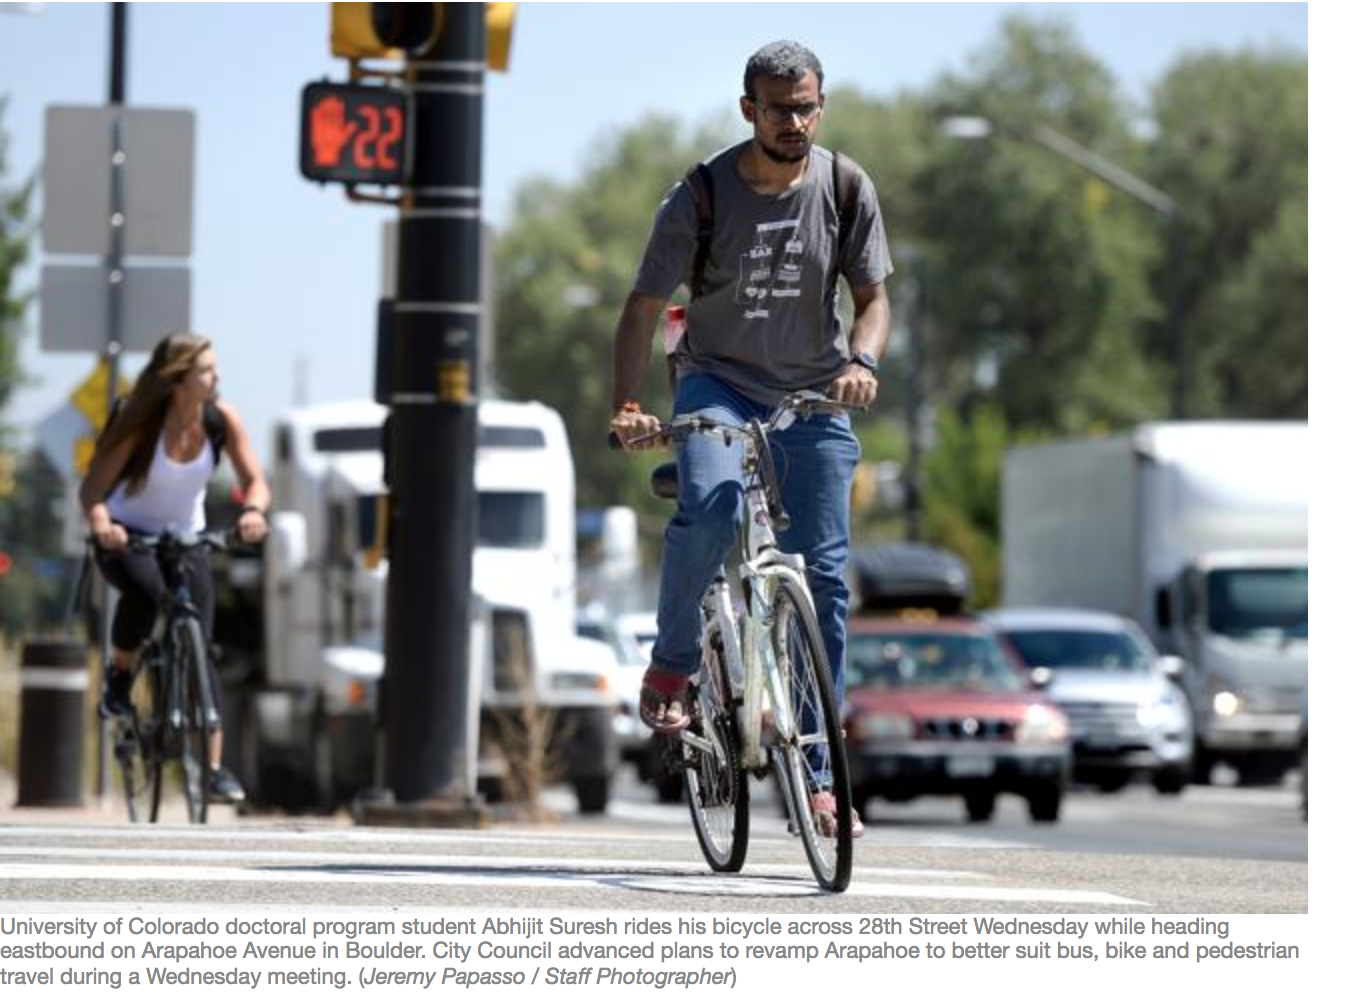 22
University of Colorado doctoral program student Abhijit Suresh rides his bicycle across 28th Street Wednesday while heading
eastbound on Arapahoe Avenue in Boulder. City Council advanced plans to revamp Arapahoe to better suit bus, bike and pedestrian
travel during a Wednesday meeting. (Jeremy Papasso / Staff Photographer)